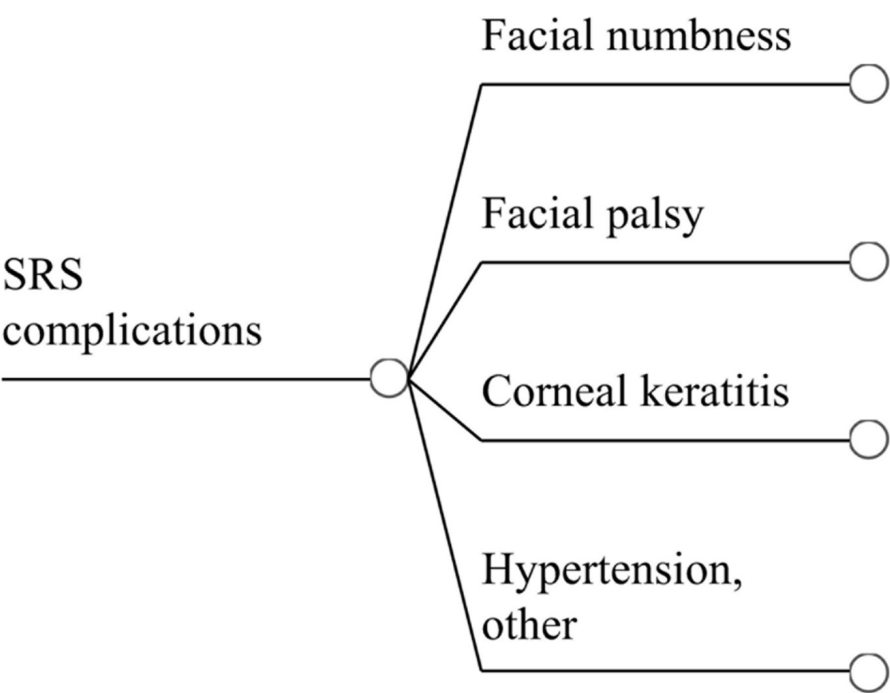 Facial numbness
Facial palsy
SRS
complications
Corneal keratitis
Hypertension,
other